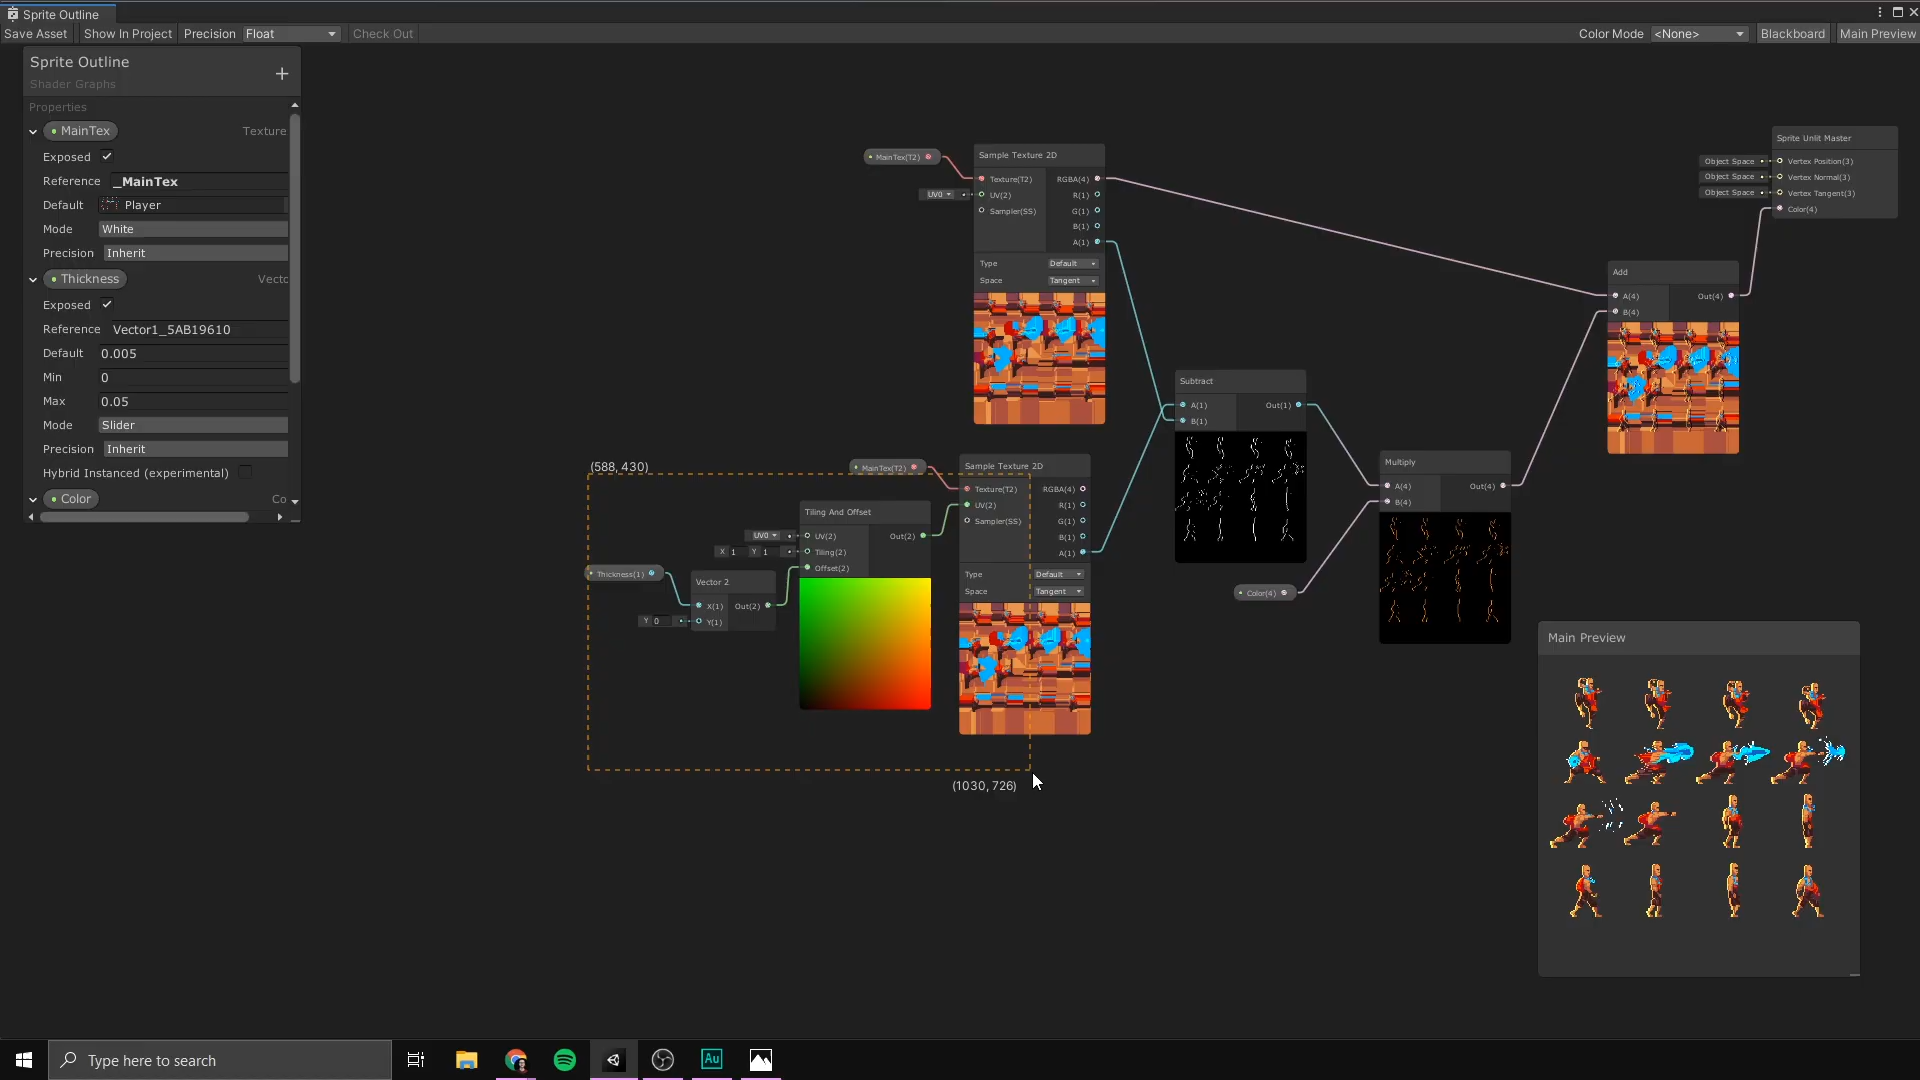 Sprite Outline
Save Asset Show In Project Precision Float Check Out
Color Mode <None> Blackboard Main Preview
Sprite Outline
Shader Graphs
Properties
MainTex Texture
Exposed
Reference _MainTex
Default Player
Mode White
Precision Inherit
Thickness Vecto
Exposed
Reference Vector1_5AB19610
Default 0.005
Min 0
Max 0.05
Mode Slider
Precision Inherit
Hybrid Instanced (experimental)
Color Co
MainTex(T2)
UV0
Sample Texture 2D
Texture(T2) RGBA(4)
UV(2) R(1)
Sampler(SS) G(1)
B(1)
A(1)
Type Default
Space Tangent
(588, 430)
MainTex(T2)
Sample Texture 2D
Texture(T2) RGBA(4)
UV(2) R(1)
Sampler(SS) G(1)
B(1)
A(1)
Type Default
Space Tangent
Tiling And Offset
UV0 UV(2) Out(2)
X 1 Y 1 Tiling(2)
Offset(2)
Thickness(1)
Vector 2
X(1) Out(2)
Y 0 Y(1)
(1030, 726)
Subtract
A(1) Out(1)
B(1)
Color(4)
Multiply
A(4) Out(4)
B(4)
Add
A(4) Out(4)
B(4)
Sprite Unlit Master
Object Space Vertex Position(3)
Object Space Vertex Normal(3)
Object Space Vertex Tangent(3)
Color(4)
Main Preview
Type here to search
Au